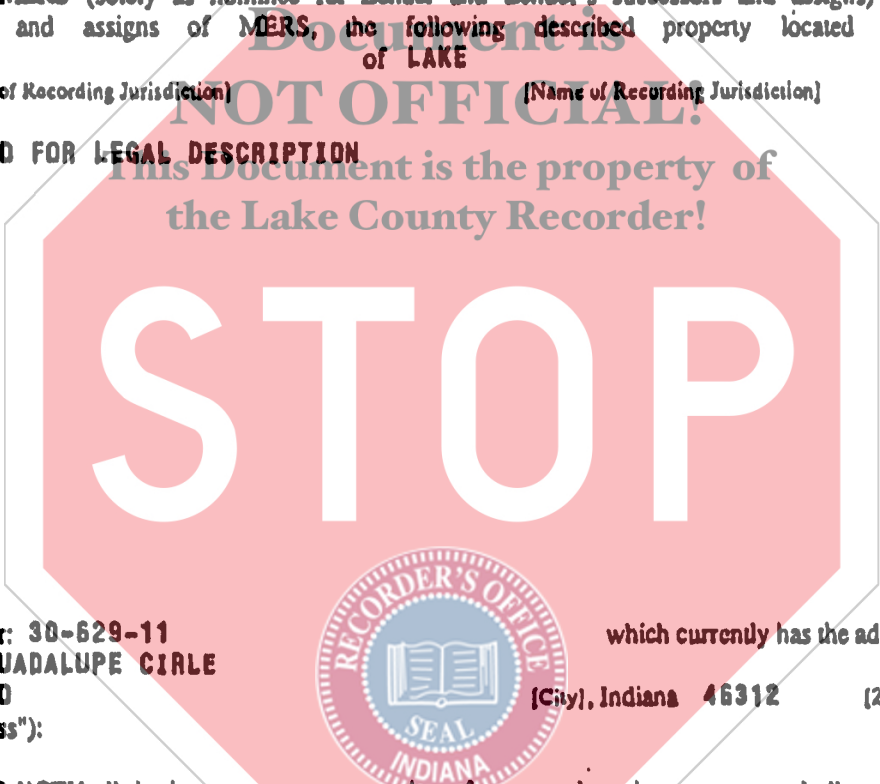 and assigns of MERS, the following described property located
Document is
of LAKE
of Recording Jurisdiction] [Name of Recording Jurisdiction]
NOT OFFICIAL!
FOR LEGAL DESCRIPTION
This Document is the property of
the Lake County Recorder!
STOP
RECORDER'S OFFICE
SEAL
INDIANA
r: 30-629-11 which currently has the ad
UADALUPE CIRLE
[City], Indiana 46312
ss"):